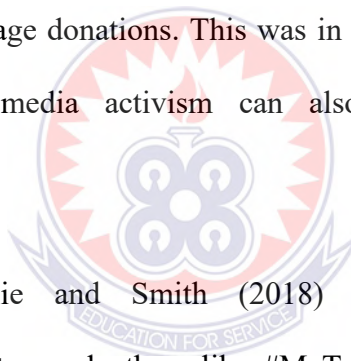 age donations. This was in
media activism can also
ie and Smith (2018)
EDUCATION FOR SERVICE